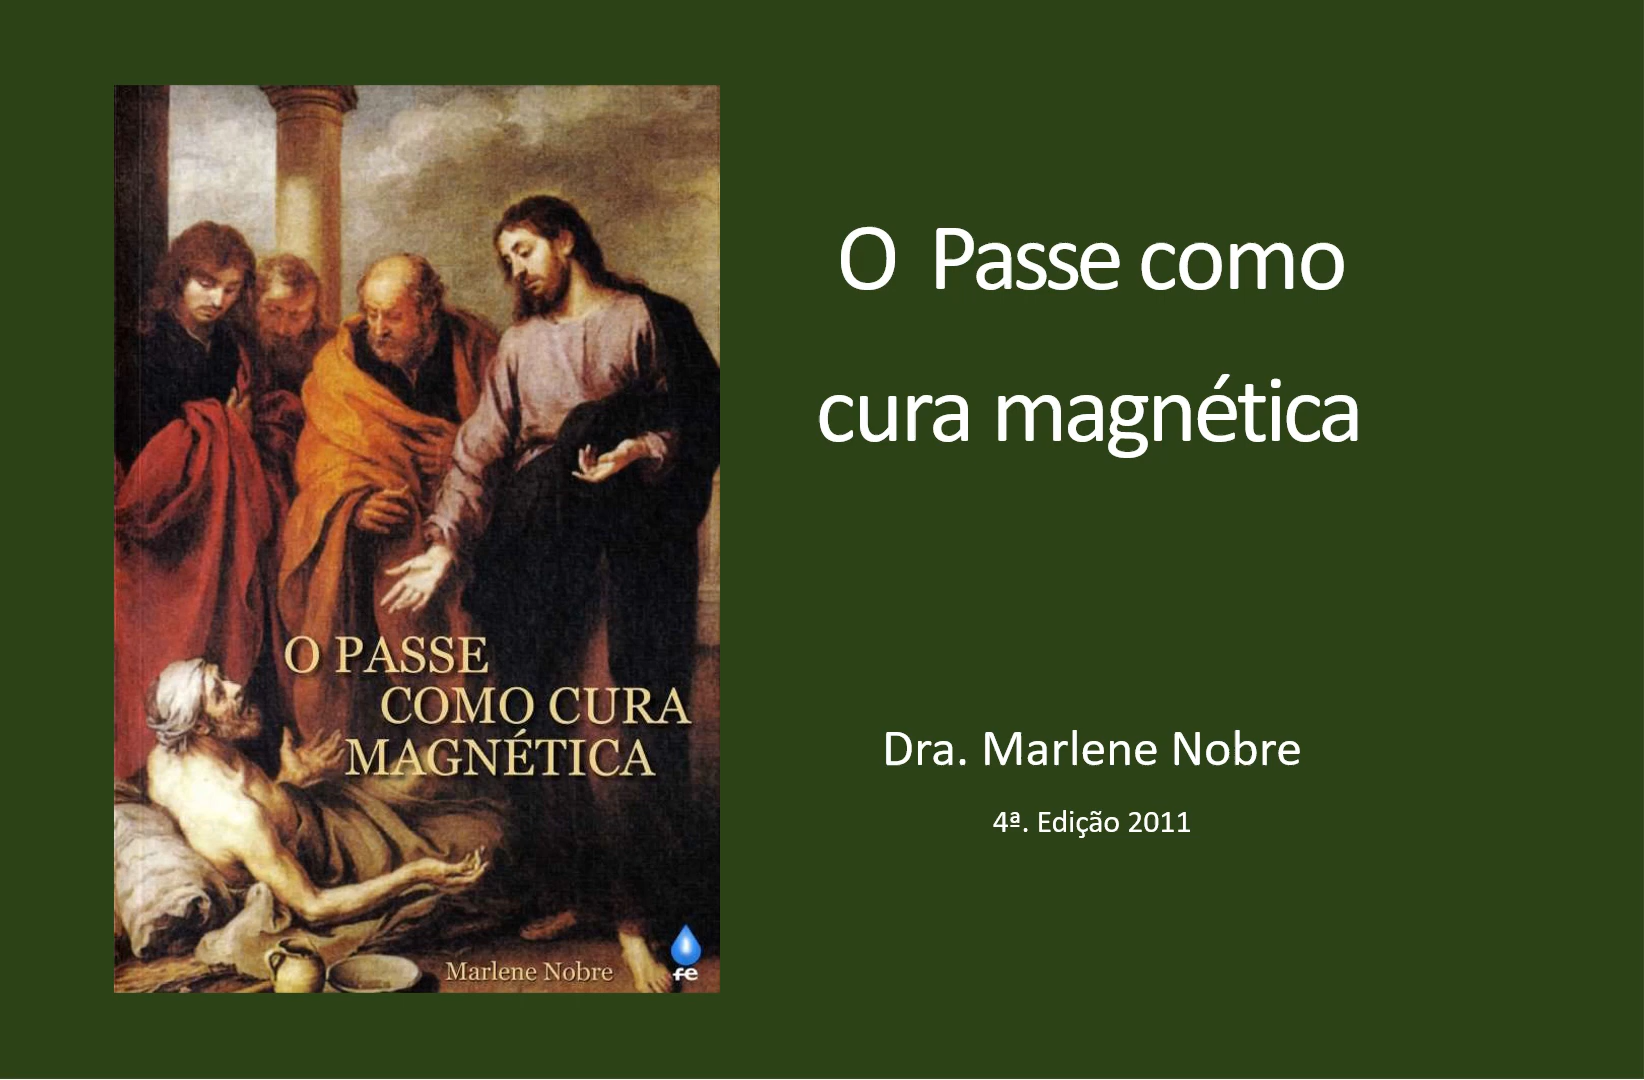 O PASSE
COMO CURA
MAGNÉTICA
Marlene Nobre
fe
O Passe como
cura magnética
Dra. Marlene Nobre
4ª. Edição 2011